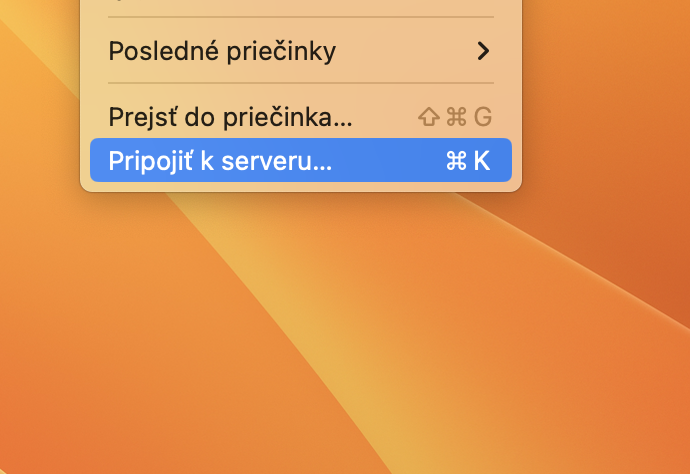 Posledné priečinky
Prejsť do priečinka... ⇧⌘G
Pripojiť k serveru... ⌘K